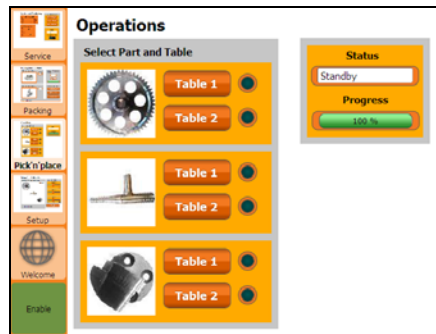 Operations
Service
Packing
Pick'n'place
Setup
Welcome
Enable
Select Part and Table
Table 1
Table 2
Table 1
Table 2
Table 1
Table 2
Status
Standby
Progress
100 %